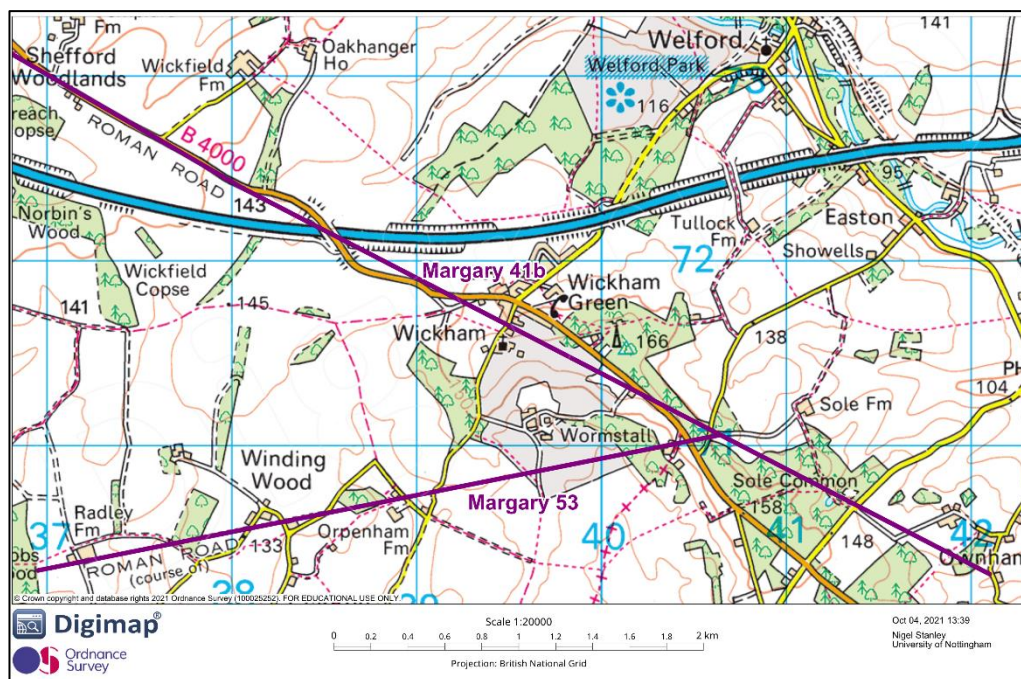 Fm
Shefford
Woodlands
Wickfield
Fm
Oakhanger
Ho
Welford
Welford Park
116
73
141
Copse
ROMAN ROAD
B 4000
143
Norbin's
Wood
Wickfield
Copse
141
145
Margary 41b
Wickham
Green
Wickham
166
72
Tullock
Fm
Showells
Easton
95
138
104
Sole Fm
Wormstall
71
Sole Common
158
41
148
42
Ownham
Winding
Wood
Margary 53
Radley
Fm
37
ROMAN ROAD
(course of)
133
Orpenham
Fm
38
39
40
© Crown copyright and database rights 2021 Ordnance Survey (100025252). FOR EDUCATIONAL USE ONLY.
Digimap®
Ordnance
Survey
Scale 1:20000
0 0.2 0.4 0.6 0.8 1 1.2 1.4 1.6 1.8 2 km
Projection: British National Grid
Oct 04, 2021 13:39
Nigel Stanley
University of Nottingham